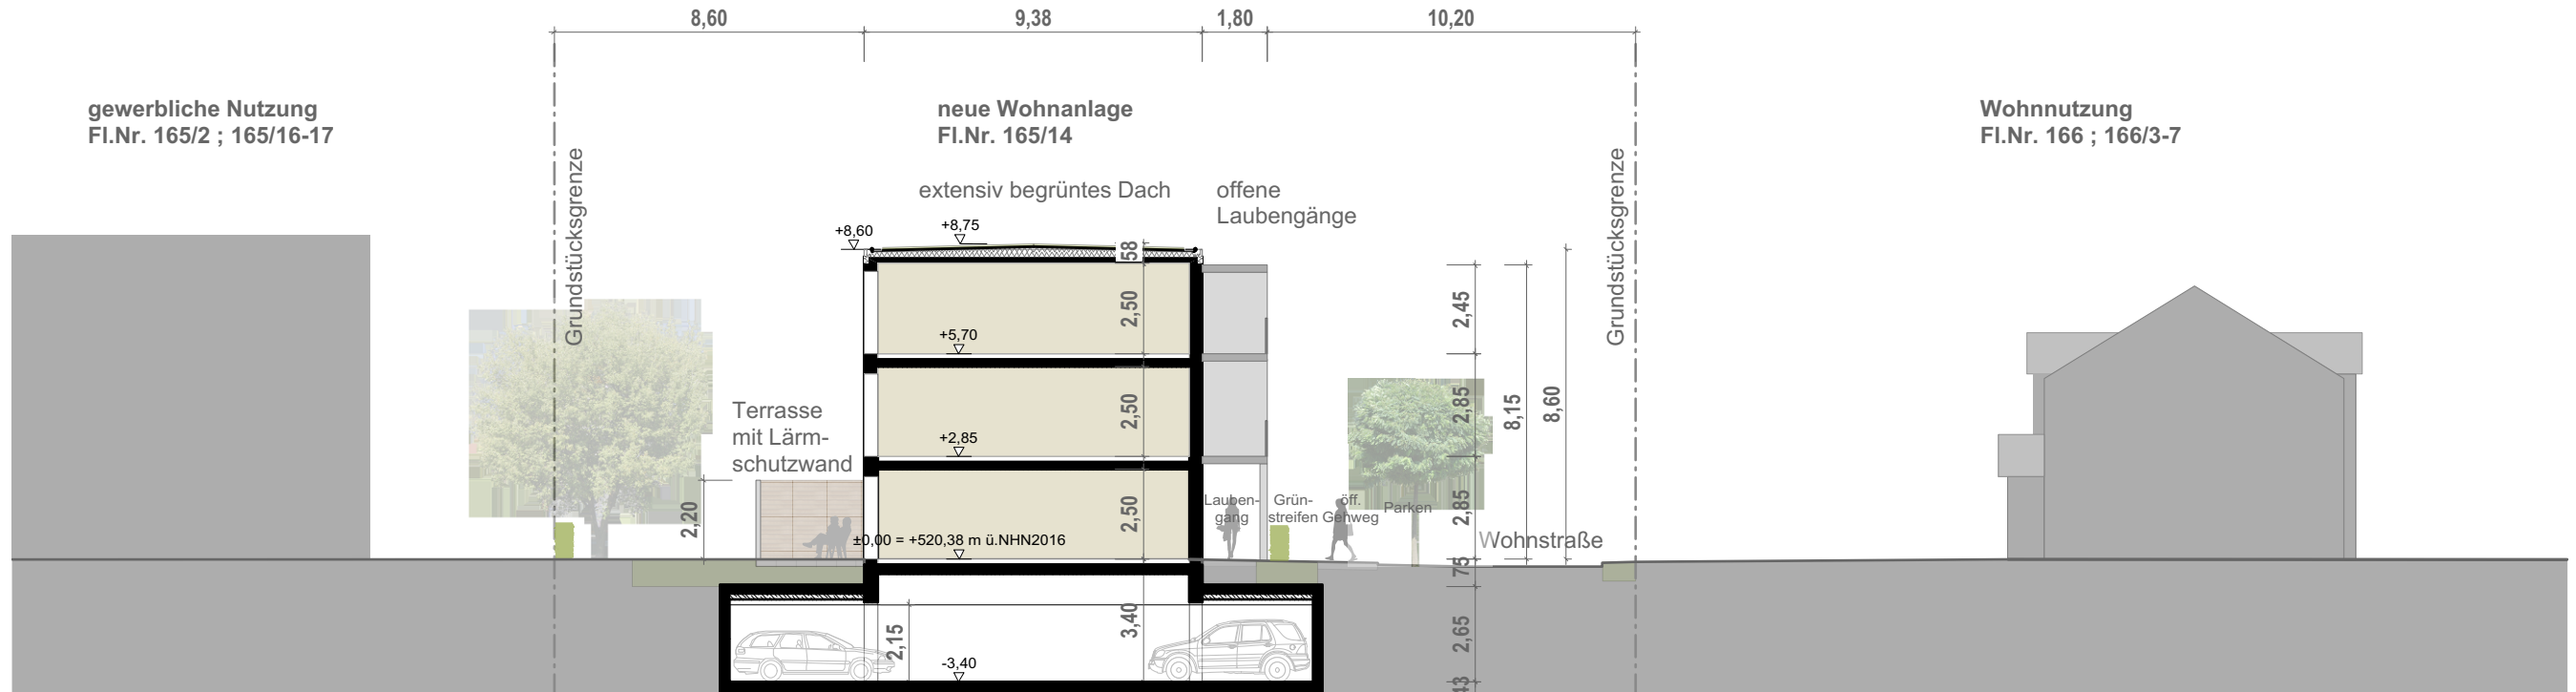 8,60
9,38
1,80
10,20
gewerbliche Nutzung
Fl.Nr. 165/2 ; 165/16-17
neue Wohnanlage
Fl.Nr. 165/14
Wohnnutzung
Fl.Nr. 166 ; 166/3-7
Grundstücksgrenze
Grundstücksgrenze
extensiv begrüntes Dach
offene
Laubengänge
+8,60
+8,75
58
2,50
2,45
+5,70
2,50
2,85
8,15
8,60
Terrasse
mit Lärm-
schutzwand
+2,85
2,20
2,50
2,85
Lauben-
gang
Grün-
streifen
öff.
Gehweg
Parken
Wohnstraße
±0,00 = +520,38 m ü.NHN2016
75
3,40
2,15
2,65
-3,40
43